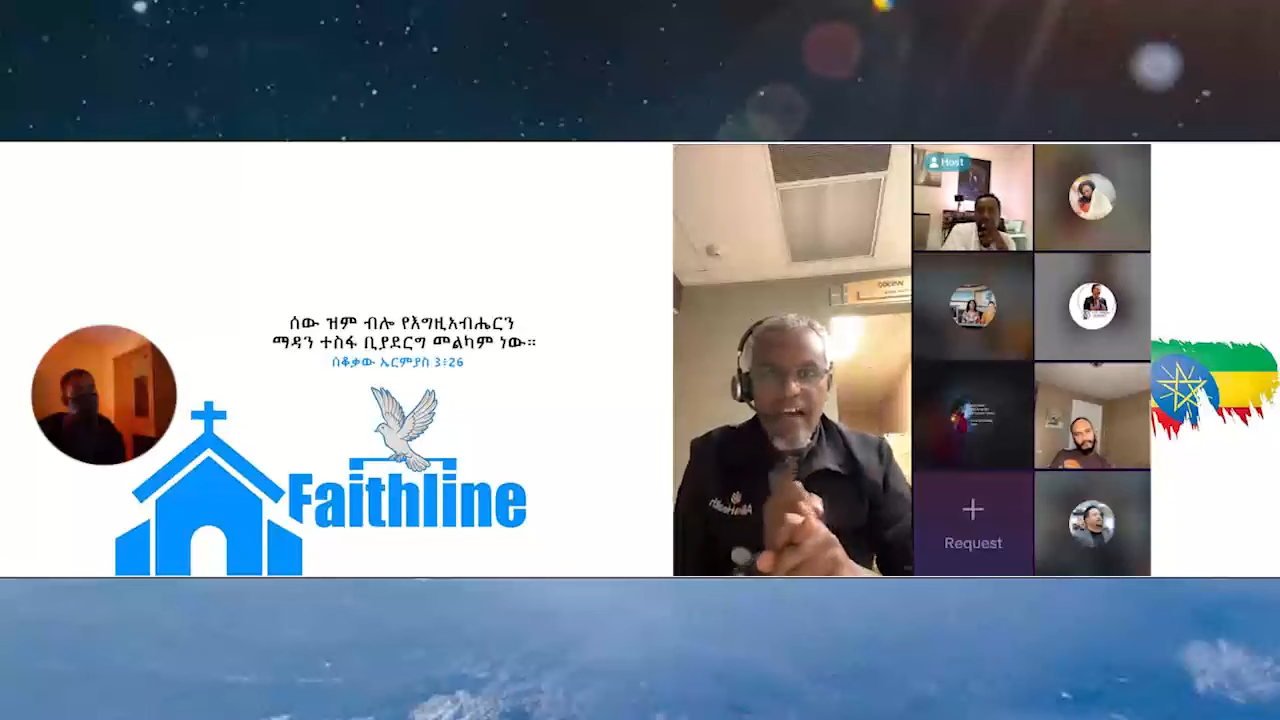 ሰው ዝም ብሎ የእግዚአብሔርን
ማዳን ተስፋ ቢያደርግ መልካም ነው።
ሰቆቃው ኤርምያስ 3፥26
Faithline
Host
Request